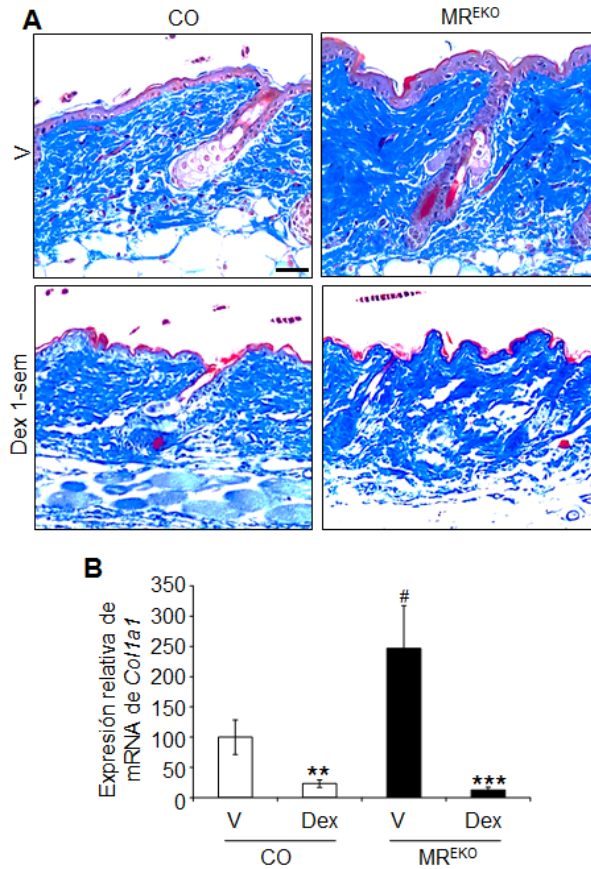 A
CO
MR^EKO
V
Dex 1-sem
B
Expresión relativa de
mRNA de Col1a1
350
300
250
200
150
100
50
0
**
#
***
V
Dex
V
Dex
CO
MR^EKO